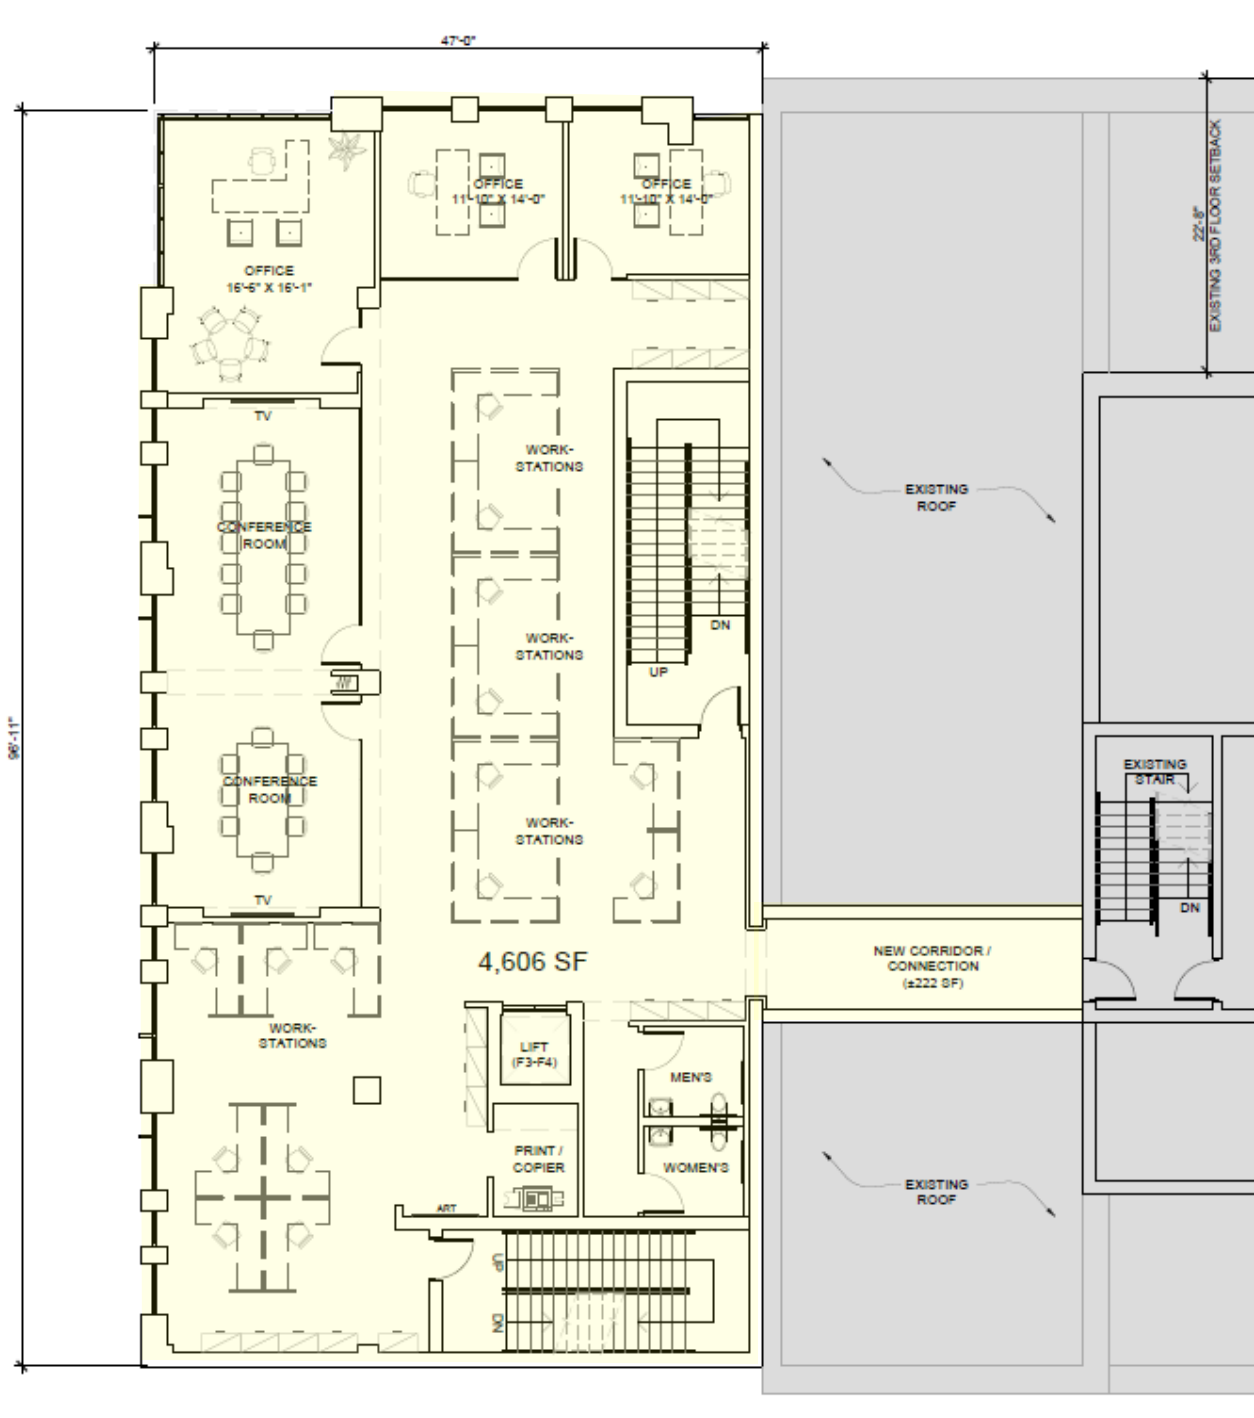 47'-0"
22'-8"
EXISTING 3RD FLOOR SETBACK
96'-11"
OFFICE
11'-10" X 14'-0"
OFFICE
11'-10" X 14'-0"
OFFICE
16'-6" X 16'-1"
TV
WORK-
STATIONS
CONFERENCE
ROOM
EXISTING
ROOF
DN
UP
WORK-
STATIONS
CONFERENCE
ROOM
TV
WORK-
STATIONS
EXISTING
STAIR
DN
4,606 SF
NEW CORRIDOR /
CONNECTION
(±222 SF)
WORK-
STATIONS
LIFT
(F3-F4)
MEN'S
PRINT /
COPIER
WOMEN'S
ART
EXISTING
ROOF
UP
DN